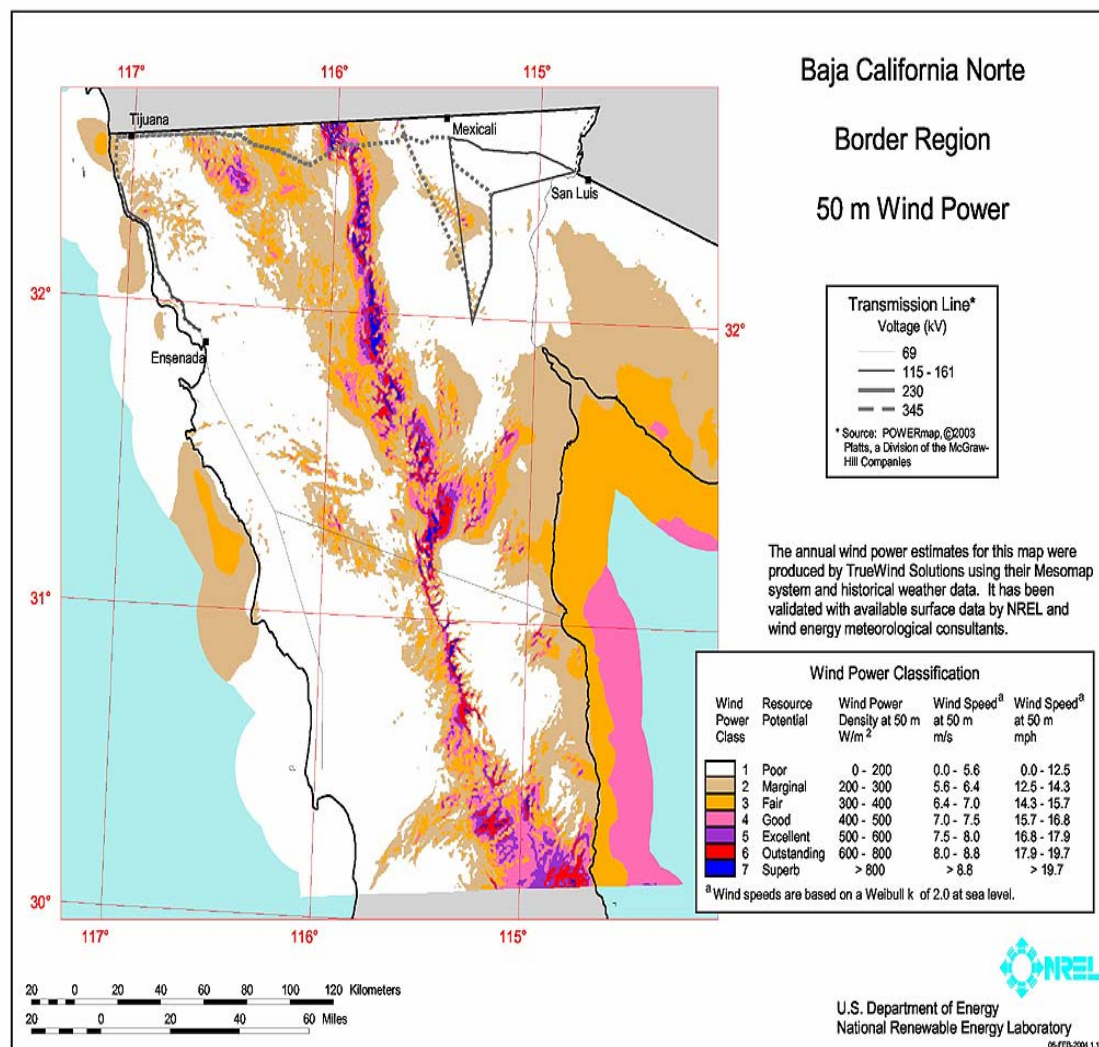 Baja California Norte
Border Region
50 m Wind Power
117°
116°
115°
Tijuana
Mexicali
San Luis
32°
32°
Ensenada
31°
30°
117°
116°
115°
Transmission Line*
Voltage (kV)
69
115 - 161
230
345
* Source: POWERmap, ©2003
Platts, a Division of the McGraw-
Hill Companies
The annual wind power estimates for this map were
produced by TrueWind Solutions using their Mesomap
system and historical weather data. It has been
validated with available surface data by NREL and
wind energy meteorological consultants.
Wind Power Classification
Wind Power Class Resource Potential Wind Power Density at 50 m W/m 2 Wind Speed a at 50 m m/s Wind Speed a at 50 m mph
1 Poor 0 - 200 0.0 - 5.6 0.0 - 12.5
2 Marginal 200 - 300 5.6 - 6.4 12.5 - 14.3
3 Fair 300 - 400 6.4 - 7.0 14.3 - 15.7
4 Good 400 - 500 7.0 - 7.5 15.7 - 16.8
5 Excellent 500 - 600 7.5 - 8.0 16.8 - 17.9
6 Outstanding 600 - 800 8.0 - 8.8 17.9 - 19.7
7 Superb > 800 > 8.8 > 19.7
a Wind speeds are based on a Weibull k of 2.0 at sea level.
20 0 20 40 60 80 100 120 Kilometers
20 0 20 40 60 Miles
NREL
U.S. Department of Energy
National Renewable Energy Laboratory